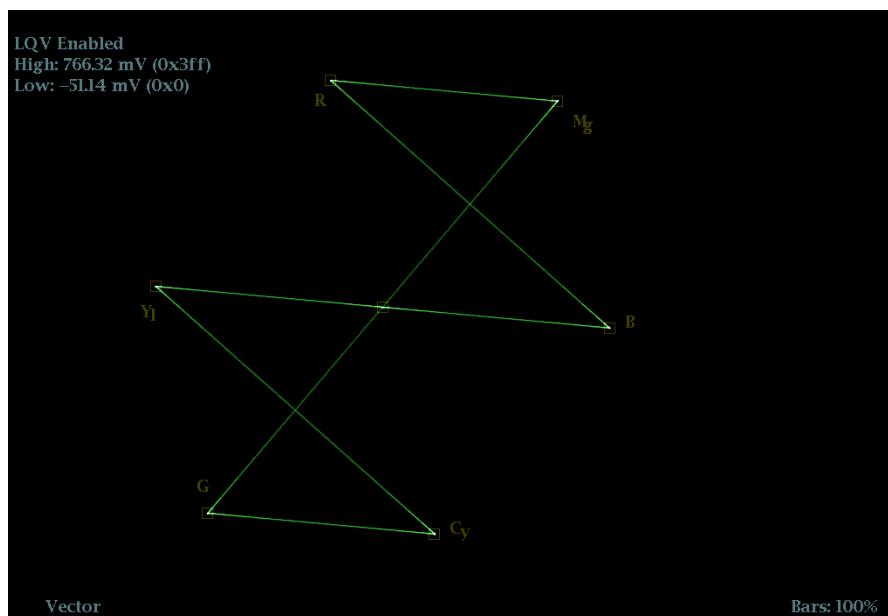 LQV Enabled
High: 766.32 mV (0x3ff)
Low: −51.14 mV (0x0)
R
Mg
Yl
B
G
Cy
Vector
Bars: 100%